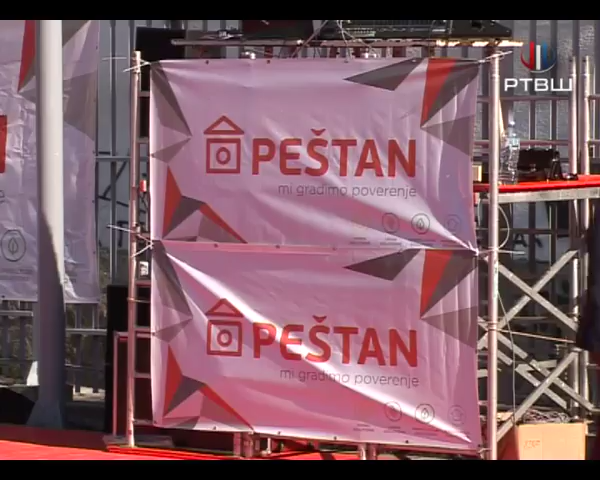 РТВШ
PEŠTAN
mi gradimo poverenje
PEŠTAN
mi gradimo poverenje